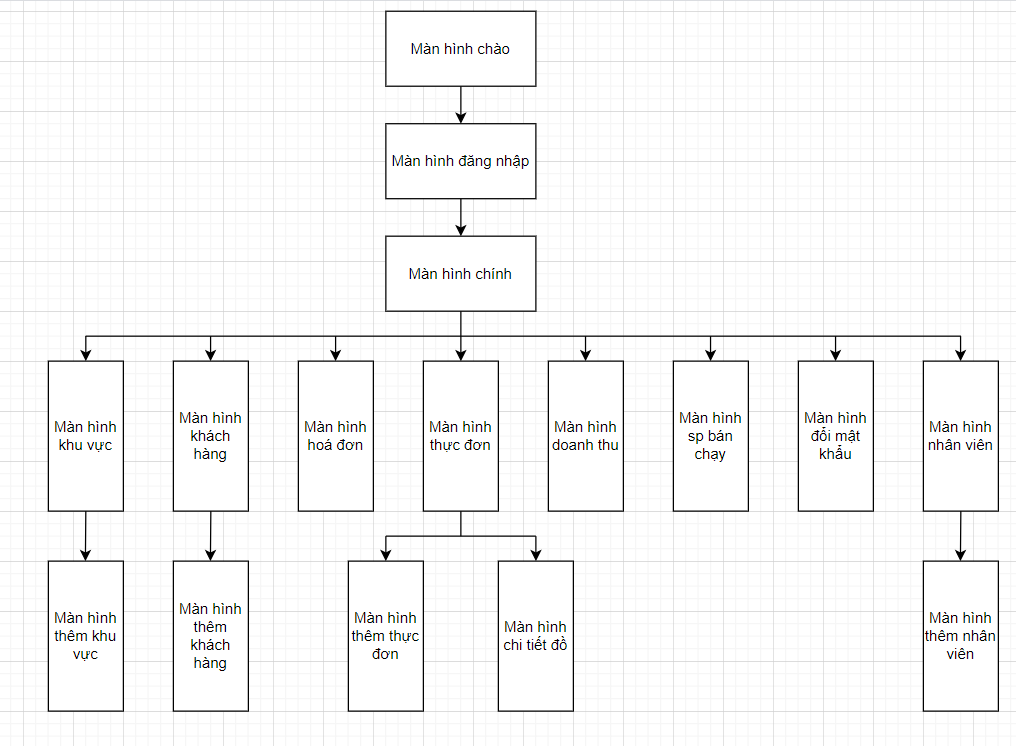 Màn hình chào
Màn hình đăng nhập
Màn hình chính
Màn hình
khu vực
Màn hình
khách
hàng
Màn hình
hoá đơn
Màn hình
thực đơn
Màn hình
doanh thu
Màn hình
sp bán
chạy
Màn hình
đổi mật
khẩu
Màn hình
nhân viên
Màn hình
thêm khu
vực
Màn hình
thêm
khách
hàng
Màn hình
thêm thực
đơn
Màn hình
chi tiết đồ
Màn hình
thêm nhân
viên